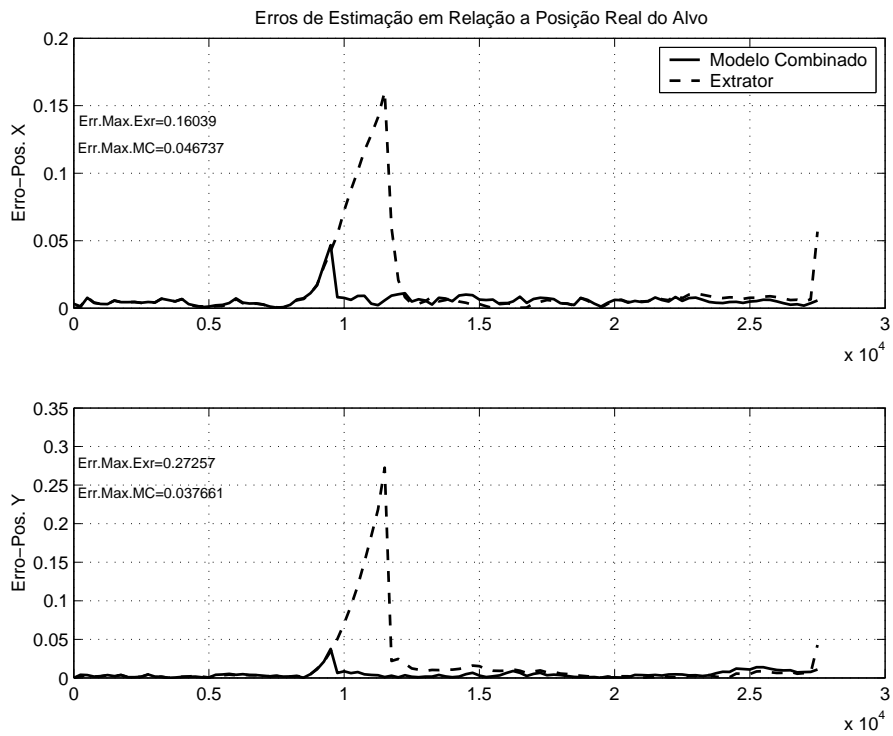 Erros de Estimação em Relação a Posição Real do Alvo
0.2
0.15
0.1
0.05
0
Erro−Pos. X
Modelo Combinado
Extrator
Err.Max.Exr=0.16039
Err.Max.MC=0.046737
0 0.5 1 1.5 2 2.5 3
x 10^4
0.35
0.3
0.25
0.2
0.15
0.1
0.05
0
Erro−Pos. Y
Err.Max.Exr=0.27257
Err.Max.MC=0.037661
0 0.5 1 1.5 2 2.5 3
x 10^4